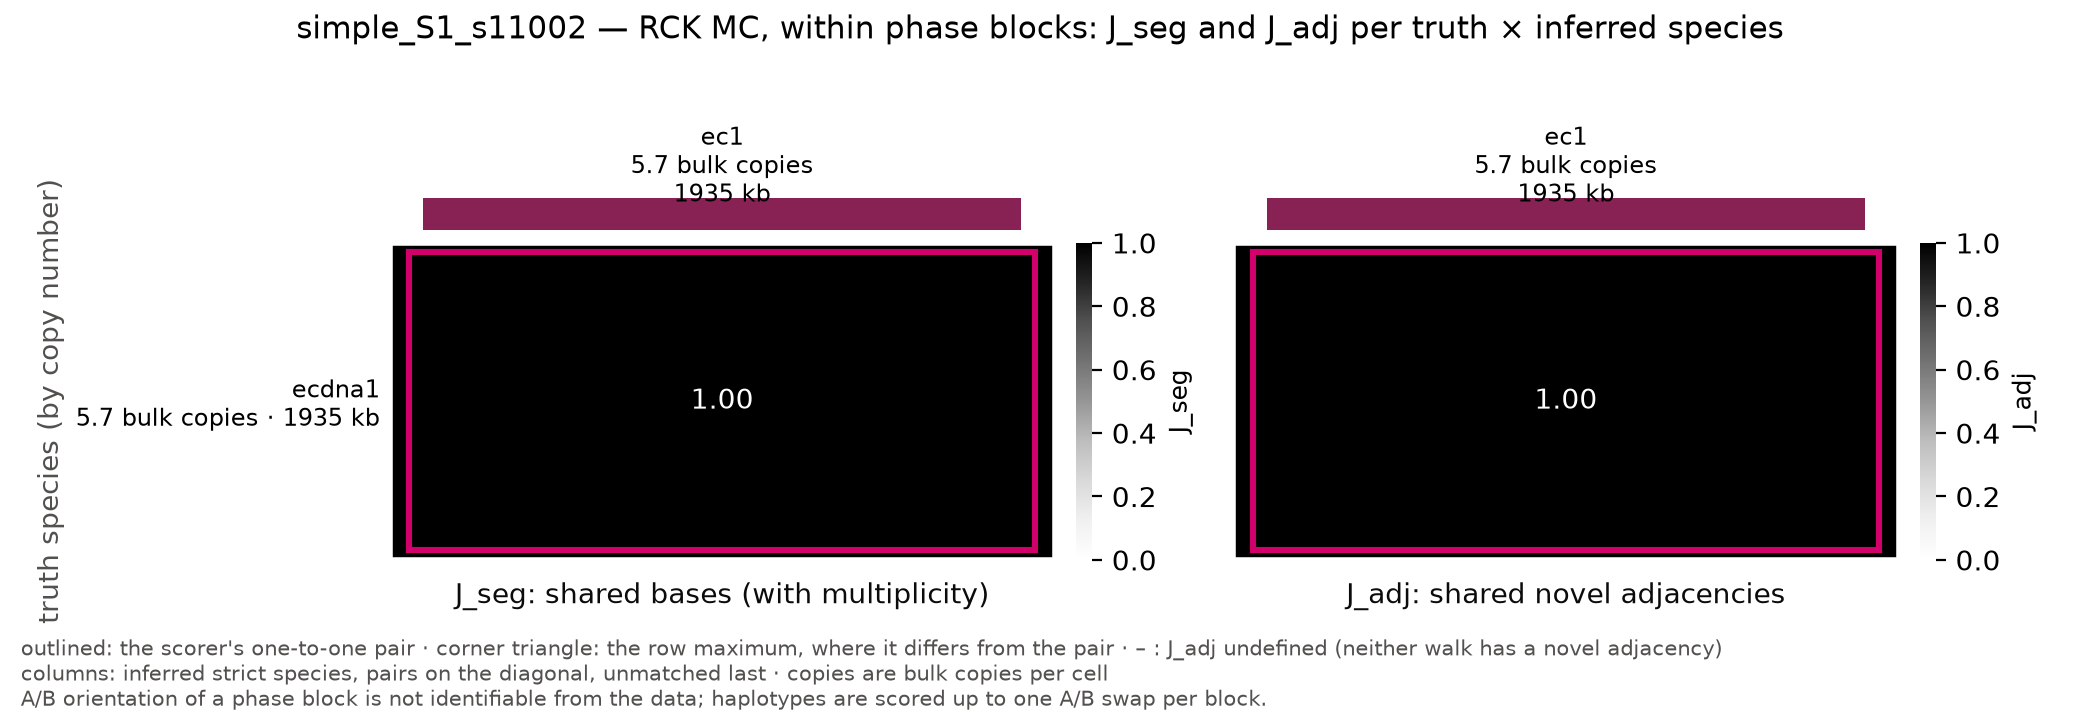 simple_S1_s11002 — RCK MC, within phase blocks: J_seg and J_adj per truth × inferred species
ec1
5.7 bulk copies
1935 kb
ec1
5.7 bulk copies
1935 kb
truth species (by copy number)
ecdna1
5.7 bulk copies · 1935 kb
1.00
1.0
0.8
0.6
0.4
0.2
0.0
J_seg
1.00
1.0
0.8
0.6
0.4
0.2
0.0
J_adj
J_seg: shared bases (with multiplicity)
J_adj: shared novel adjacencies
outlined: the scorer's one-to-one pair · corner triangle: the row maximum, where it differs from the pair · – : J_adj undefined (neither walk has a novel adjacency)
columns: inferred strict species, pairs on the diagonal, unmatched last · copies are bulk copies per cell
A/B orientation of a phase block is not identifiable from the data; haplotypes are scored up to one A/B swap per block.